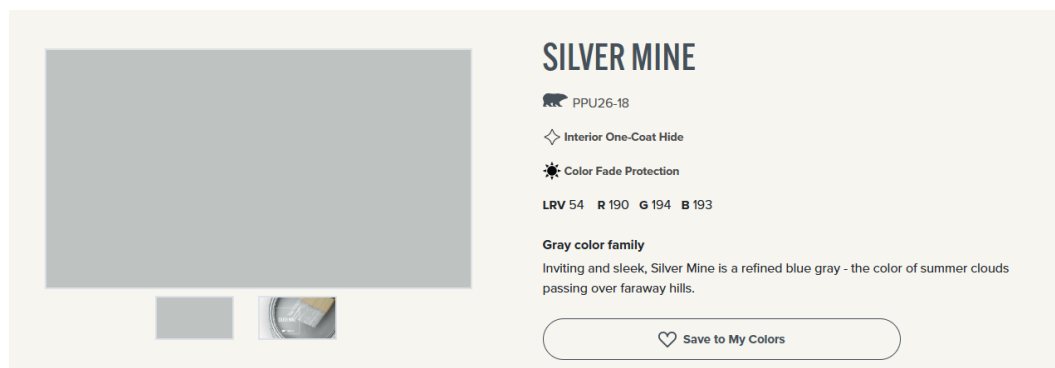 SILVER MINE
PPU26-18
Interior One-Coat Hide
Color Fade Protection
LRV 54 R 190 G 194 B 193
Gray color family
Inviting and sleek, Silver Mine is a refined blue gray - the color of summer clouds
passing over faraway hills.
Save to My Colors